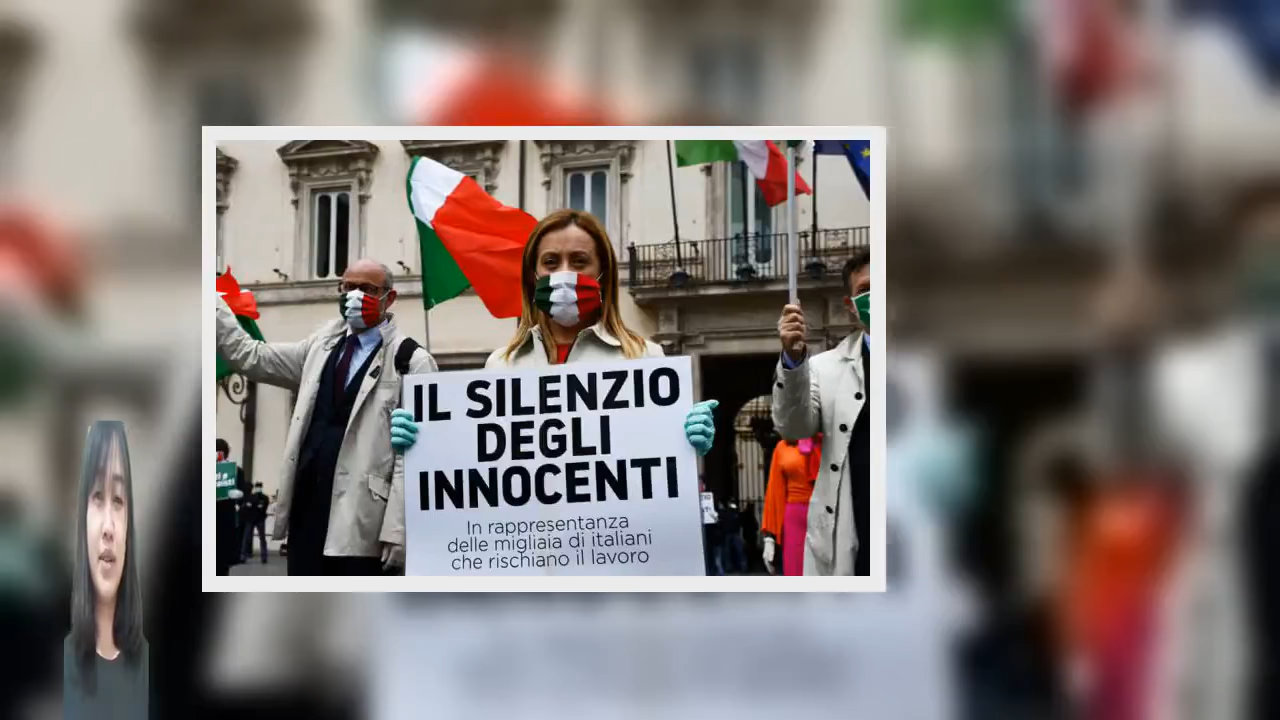 IL SILENZIO
DEGLI
INNOCENTI
In rappresentanza
delle migliaia di italiani
che rischiano il lavoro